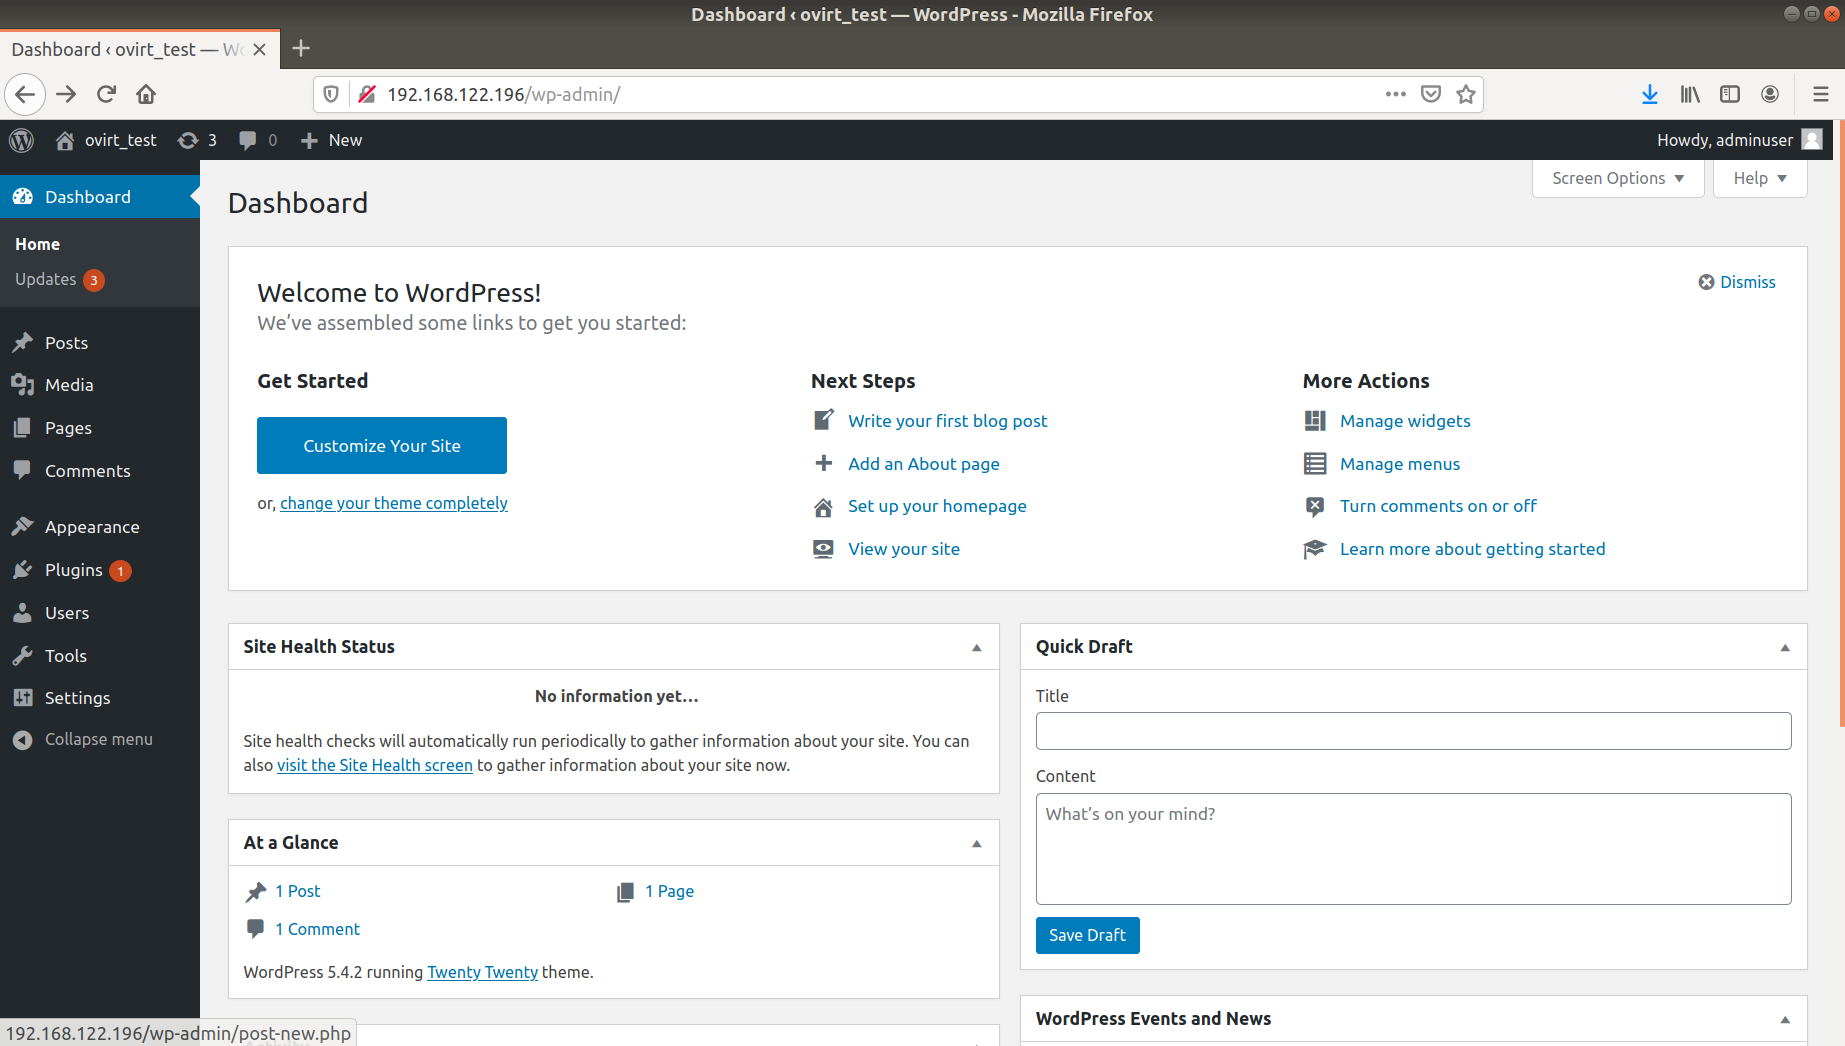 Dashboard ‹ ovirt_test — WordPress - Mozilla Firefox
Dashboard ‹ ovirt_test — Wo
192.168.122.196/wp-admin/
ovirt_test 3 0 New Howdy, adminuser
Dashboard
Home
Updates 3
Posts
Media
Pages
Comments
Appearance
Plugins 1
Users
Tools
Settings
Collapse menu
Screen Options Help
Dashboard
Welcome to WordPress!
Dismiss
We’ve assembled some links to get you started:
Get Started
Customize Your Site
or, change your theme completely
Next Steps
Write your first blog post
Add an About page
Set up your homepage
View your site
More Actions
Manage widgets
Manage menus
Turn comments on or off
Learn more about getting started
Site Health Status
No information yet…
Site health checks will automatically run periodically to gather information about your site. You can
also visit the Site Health screen to gather information about your site now.
At a Glance
1 Post 1 Page
1 Comment
WordPress 5.4.2 running Twenty Twenty theme.
Quick Draft
Title
Content
What’s on your mind?
Save Draft
WordPress Events and News
192.168.122.196/wp-admin/post-new.php